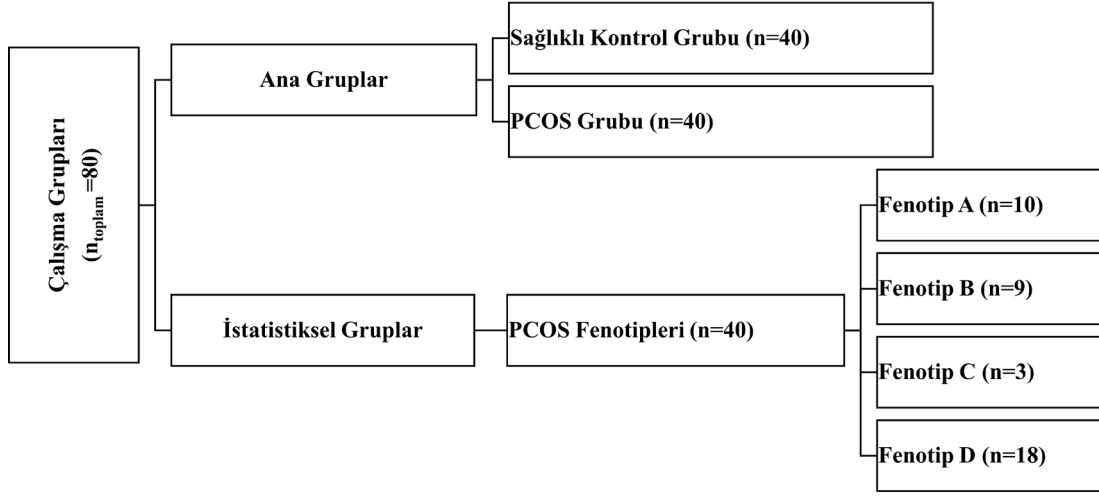 Çalışma Grupları
(ntoplam =80)
Ana Gruplar
Sağlıklı Kontrol Grubu (n=40)
PCOS Grubu (n=40)
İstatistiksel Gruplar
PCOS Fenotipleri (n=40)
Fenotip A (n=10)
Fenotip B (n=9)
Fenotip C (n=3)
Fenotip D (n=18)